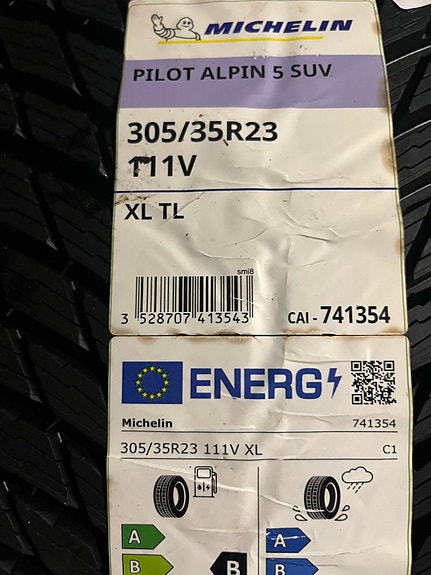 MICHELIN
PILOT ALPIN 5 SUV
305/35R23
111V
XL TL
smi8
3 528707 413543
CAI - 741354
ENERG
Michelin 741354
305/35R23 111V XL C1
A A
B B B